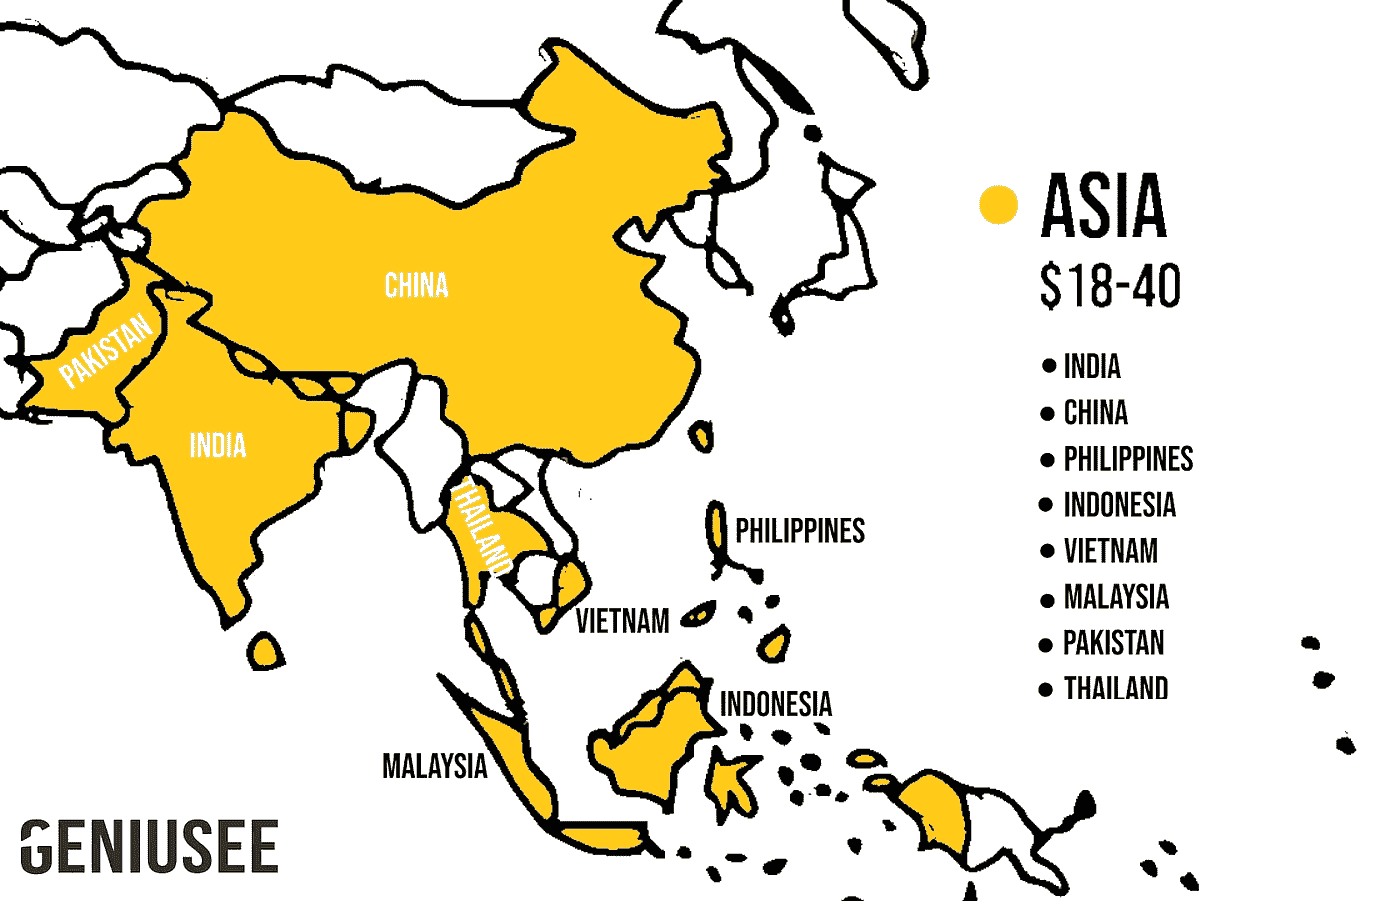 CHINA
PAKISTAN
INDIA
THAILAND
PHILIPPINES
VIETNAM
INDONESIA
MALAYSIA
GENIUSEE
ASIA
$18-40
• INDIA
• CHINA
• PHILIPPINES
• INDONESIA
• VIETNAM
• MALAYSIA
• PAKISTAN
• THAILAND